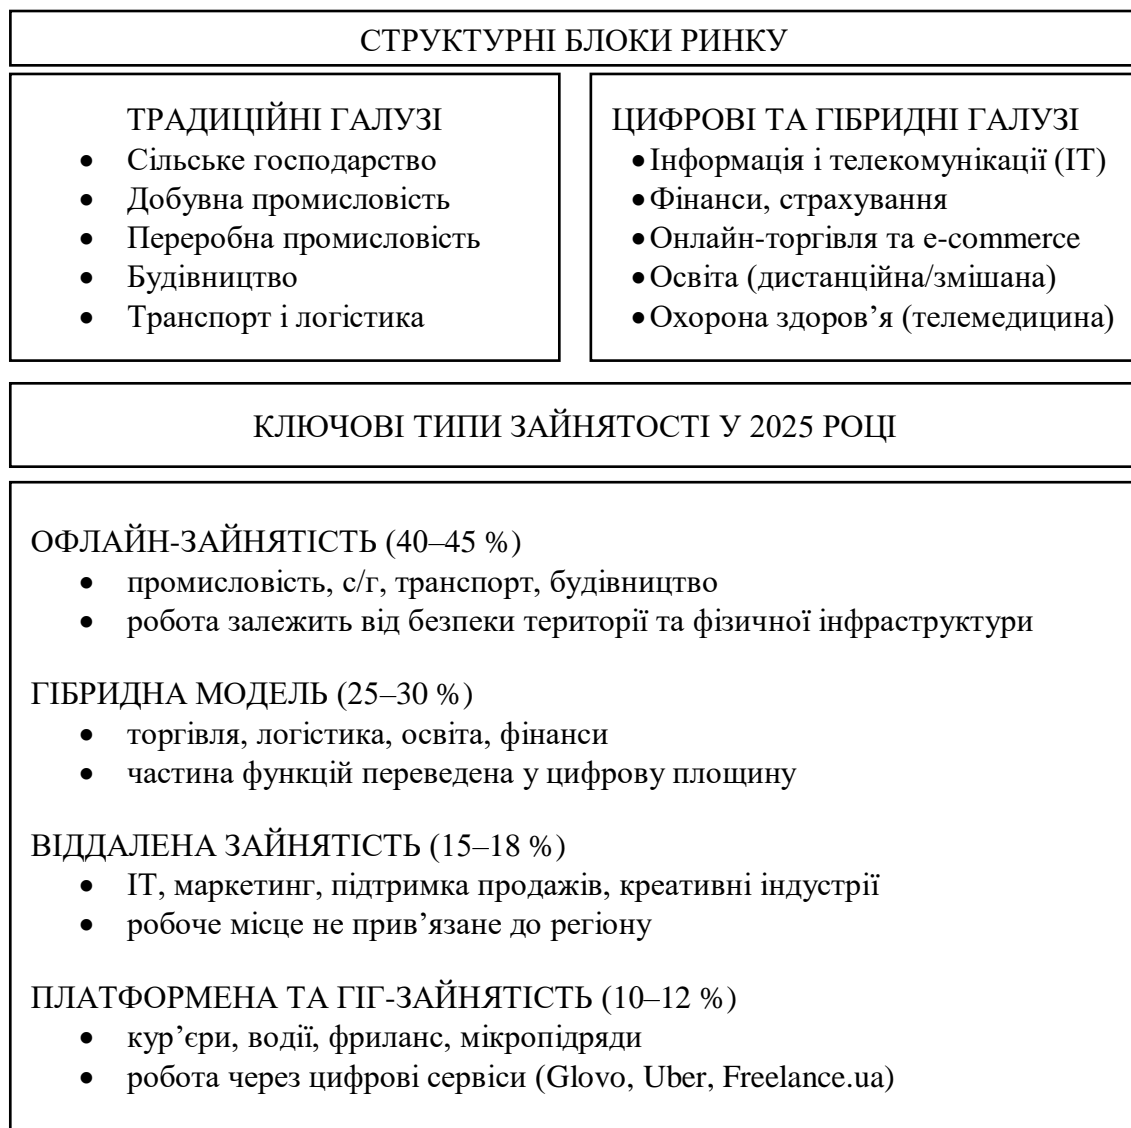 СТРУКТУРНІ БЛОКИ РИНКУ
ТРАДИЦІЙНІ ГАЛУЗІ
• Сільське господарство
• Добувна промисловість
• Переробна промисловість
• Будівництво
• Транспорт і логістика
ЦИФРОВІ ТА ГІБРИДНІ ГАЛУЗІ
• Інформація і телекомунікації (ІТ)
• Фінанси, страхування
• Онлайн-торгівля та e-commerce
• Освіта (дистанційна/змішана)
• Охорона здоров’я (телемедицина)
КЛЮЧОВІ ТИПИ ЗАЙНЯТОСТІ У 2025 РОЦІ
ОФЛАЙН-ЗАЙНЯТІСТЬ (40–45 %)
• промисловість, с/г, транспорт, будівництво
• робота залежить від безпеки території та фізичної інфраструктури
ГІБРИДНА МОДЕЛЬ (25–30 %)
• торгівля, логістика, освіта, фінанси
• частина функцій переведена у цифрову площину
ВІДДАЛЕНА ЗАЙНЯТІСТЬ (15–18 %)
• ІТ, маркетинг, підтримка продажів, креативні індустрії
• робоче місце не прив’язане до регіону
ПЛАТФОРМЕНА ТА ГІГ-ЗАЙНЯТІСТЬ (10–12 %)
• кур’єри, водії, фриланс, мікропідряди
• робота через цифрові сервіси (Glovo, Uber, Freelance.ua)